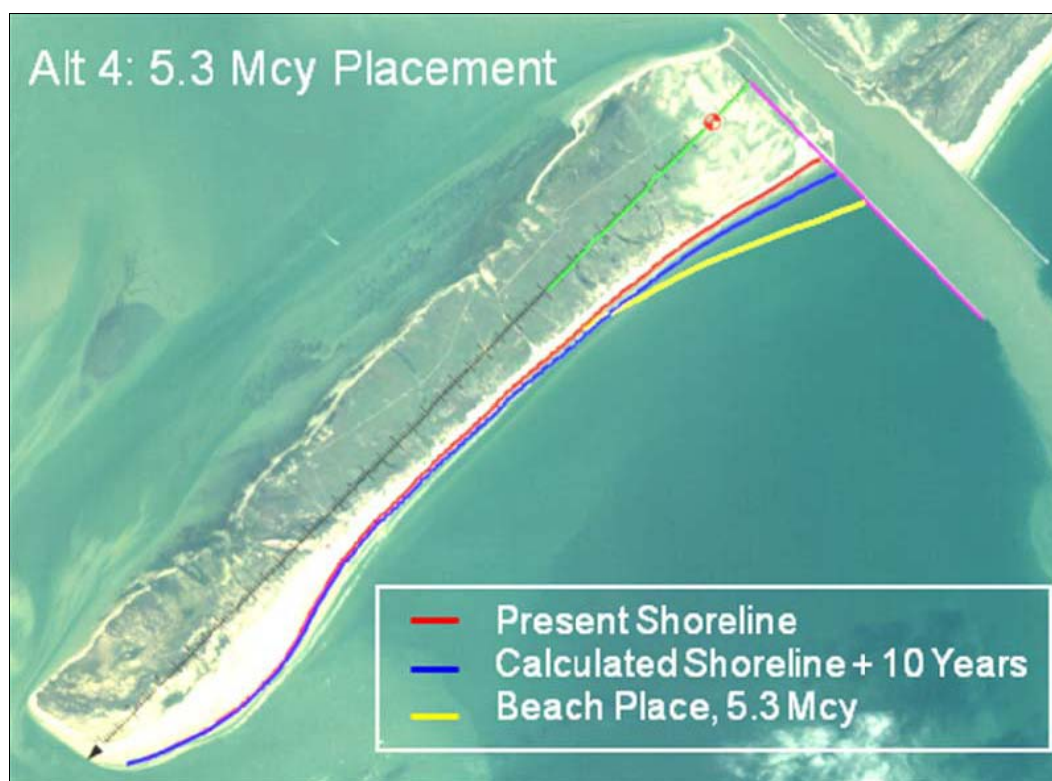 Alt 4: 5.3 Mcy Placement
Present Shoreline
Calculated Shoreline + 10 Years
Beach Place, 5.3 Mcy